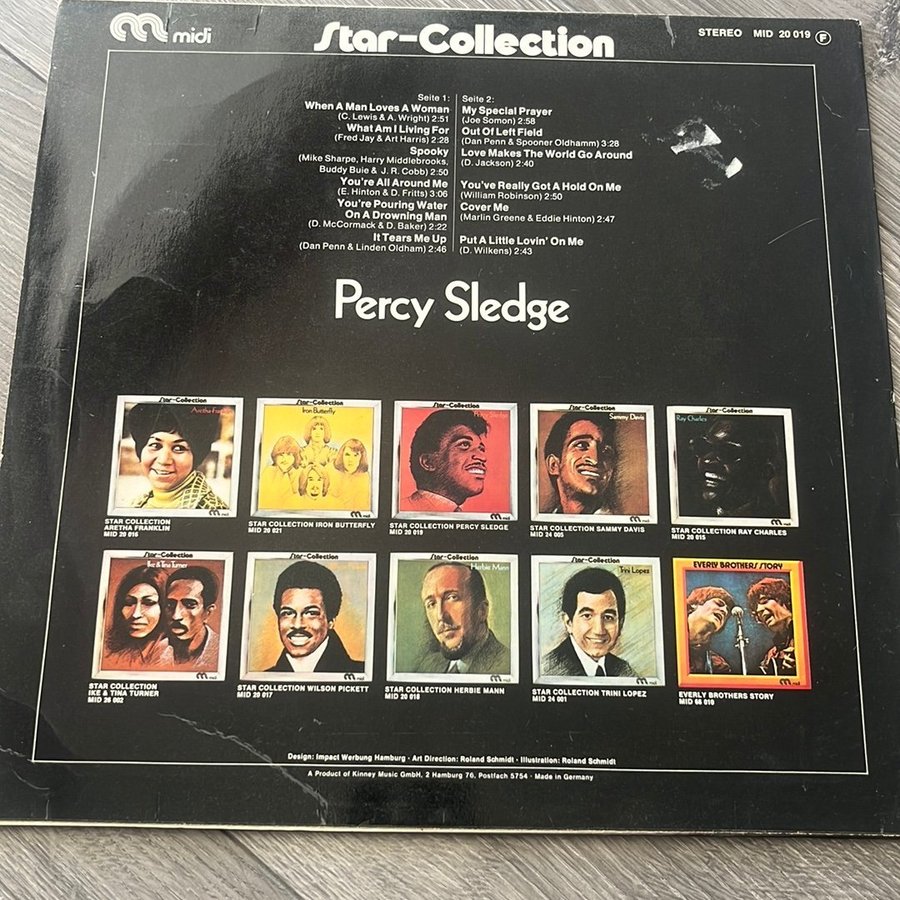 midi
Star-Collection
STEREO MID 20 019 F
Seite 1:
When A Man Loves A Woman
(C. Lewis & A. Wright) 2:51
What Am I Living For
(Fred Jay & Art Harris) 2:28
Spooky
(Mike Sharpe, Harry Middlebrooks,
Buddy Buie & J. R. Cobb) 2:50
You're All Around Me
(E. Hinton & D. Fritts) 3:06
You're Pouring Water
On A Drowning Man
(D. McCormack & D. Baker) 2:22
It Tears Me Up
(Dan Penn & Linden Oldham) 2:46
Seite 2:
My Special Prayer
(Joe Somon) 2:58
Out Of Left Field
(Dan Penn & Spooner Oldhamm) 3:28
Love Makes The World Go Around
(D. Jackson) 2:40
You've Really Got A Hold On Me
(William Robinson) 2:50
Cover Me
(Marlin Greene & Eddie Hinton) 2:47
Put A Little Lovin' On Me
(D. Wilkens) 2:43
Percy Sledge
Star-Collection
Aretha Franklin
midi
STAR COLLECTION
ARETHA FRANKLIN
MID 20 016
Star-Collection
Iron Butterfly
midi
STAR COLLECTION IRON BUTTERFLY
MID 20 021
Star-Collection
Percy Sledge
midi
STAR COLLECTION PERCY SLEDGE
MID 20 019
Star-Collection
Sammy Davis
midi
STAR COLLECTION SAMMY DAVIS
MID 24 005
Star-Collection
Ray Charles
midi
STAR COLLECTION RAY CHARLES
MID 20 015
Star-Collection
Ike & Tina Turner
midi
STAR COLLECTION
IKE & TINA TURNER
MID 26 002
Star-Collection
midi
STAR COLLECTION WILSON PICKETT
MID 20 017
Star-Collection
Herbie Mann
midi
STAR COLLECTION HERBIE MANN
MID 20 018
Star-Collection
Trini Lopez
midi
STAR COLLECTION TRINI LOPEZ
MID 24 001
EVERLY BROTHERS STORY
midi
EVERLY BROTHERS STORY
MID 66 010
Design: Impact Werbung Hamburg · Art Direction: Roland Schmidt · Illustration: Roland Schmidt
A Product of Kinney Music GmbH, 2 Hamburg 76, Postfach 5754 · Made in Germany